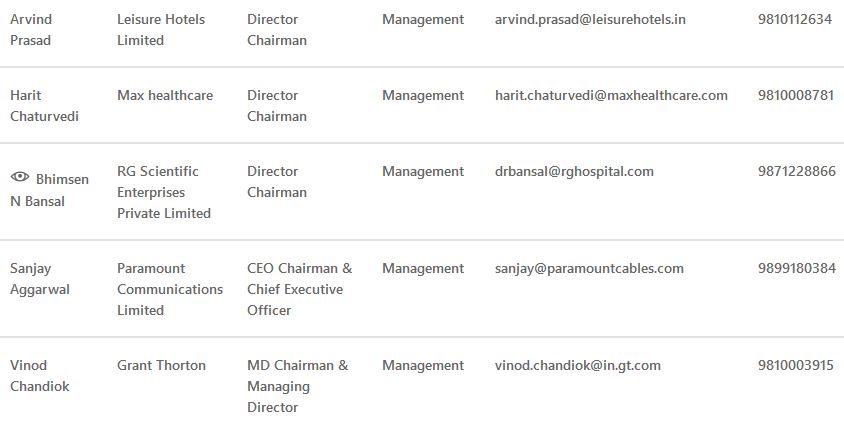 Arvind Prasad Leisure Hotels Limited Director Chairman Management arvind.prasad@leisurehotels.in 9810112634
Harit Chaturvedi Max healthcare Director Chairman Management harit.chaturvedi@maxhealthcare.com 9810008781
Bhimsen N Bansal RG Scientific Enterprises Private Limited Director Chairman Management drbansal@rghospital.com 9871228866
Sanjay Aggarwal Paramount Communications Limited CEO Chairman & Chief Executive Officer Management sanjay@paramountcables.com 9899180384
Vinod Chandiok Grant Thorton MD Chairman & Managing Director Management vinod.chandiok@in.gt.com 9810003915